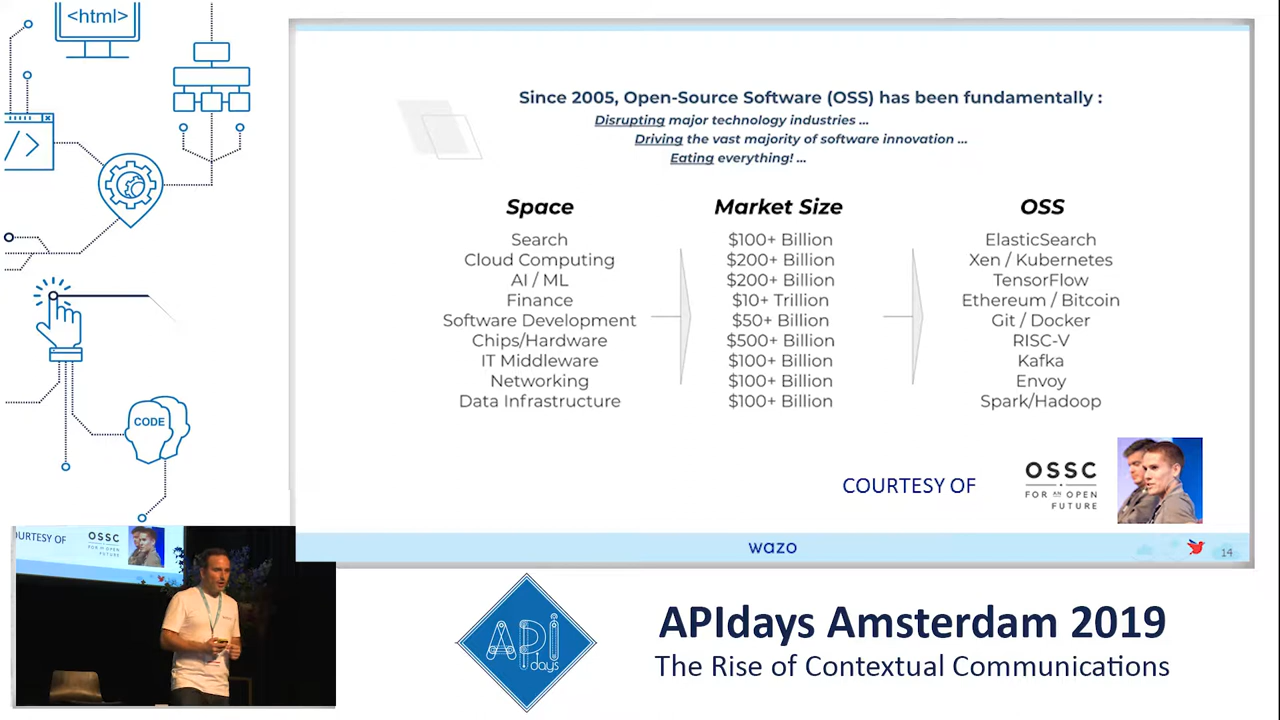 <html>
</>
CODE
Since 2005, Open-Source Software (OSS) has been fundamentally :
Disrupting major technology industries ...
Driving the vast majority of software innovation ...
Eating everything! ...
Space Market Size OSS
Search $100+ Billion ElasticSearch
Cloud Computing $200+ Billion Xen / Kubernetes
AI / ML $200+ Billion TensorFlow
Finance $10+ Trillion Ethereum / Bitcoin
Software Development $50+ Billion Git / Docker
Chips/Hardware $500+ Billion RISC-V
IT Middleware $100+ Billion Kafka
Networking $100+ Billion Envoy
Data Infrastructure $100+ Billion Spark/Hadoop
COURTESY OF
OSSC
FOR AN OPEN
FUTURE
wazo
14
OURTESY OF
OSSC
FOR AN OPEN
FUTURE
API
days
APIdays Amsterdam 2019
The Rise of Contextual Communications